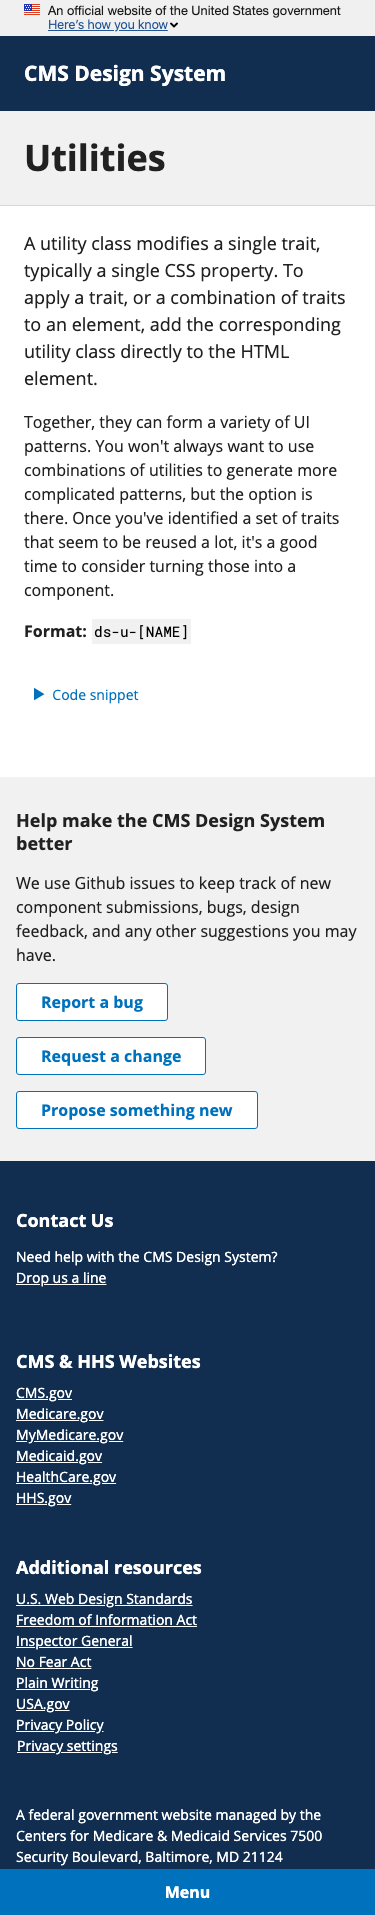 An official website of the United States government
Here's how you know
CMS Design System
Utilities
A utility class modifies a single trait,
typically a single CSS property. To
apply a trait, or a combination of traits
to an element, add the corresponding
utility class directly to the HTML
element.
Together, they can form a variety of UI
patterns. You won't always want to use
combinations of utilities to generate more
complicated patterns, but the option is
there. Once you've identified a set of traits
that seem to be reused a lot, it's a good
time to consider turning those into a
component.
Format: ds-u-[NAME]
Code snippet
Help make the CMS Design System
better
We use Github issues to keep track of new
component submissions, bugs, design
feedback, and any other suggestions you may
have.
Report a bug
Request a change
Propose something new
Contact Us
Need help with the CMS Design System?
Drop us a line
CMS & HHS Websites
CMS.gov
Medicare.gov
MyMedicare.gov
Medicaid.gov
HealthCare.gov
HHS.gov
Additional resources
U.S. Web Design Standards
Freedom of Information Act
Inspector General
No Fear Act
Plain Writing
USA.gov
Privacy Policy
Privacy settings
A federal government website managed by the
Centers for Medicare & Medicaid Services 7500
Security Boulevard, Baltimore, MD 21124
Menu